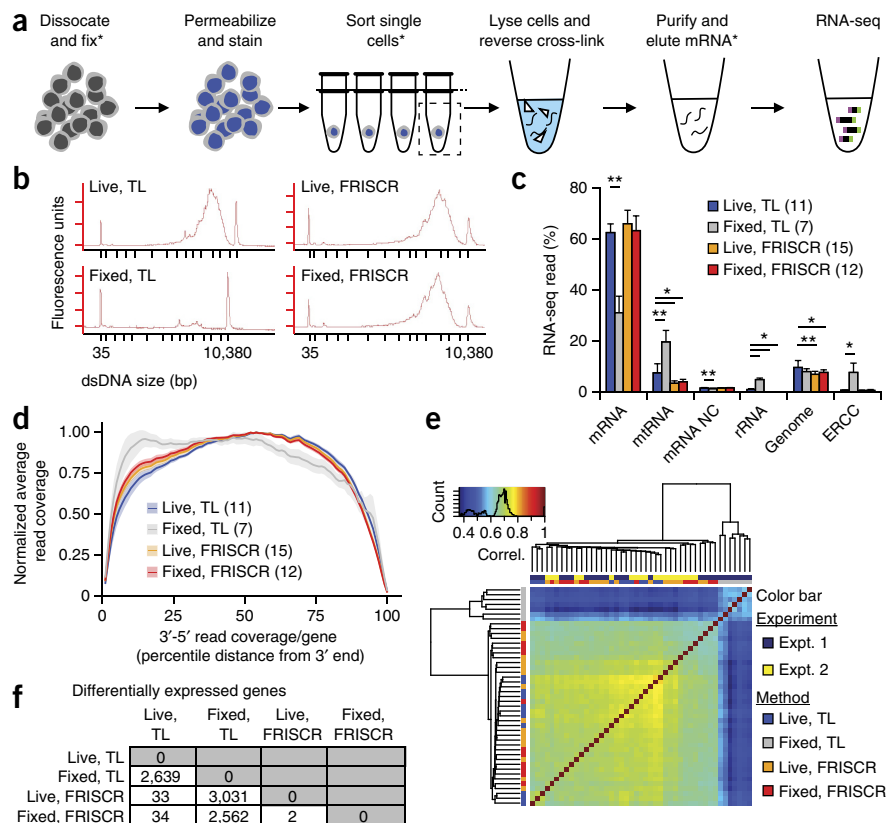 a
Dissocate and fix*
Permeabilize and stain
Sort single cells*
Lyse cells and reverse cross-link
Purify and elute mRNA*
RNA-seq
b
Fluorescence units
Live, TL
Live, FRISCR
Fixed, TL
Fixed, FRISCR
35
10,380
35
10,380
dsDNA size (bp)
c
RNA-seq read (%)
80
60
40
20
0
**
**
*
**
*
*
**
*
Live, TL (11)
Fixed, TL (7)
Live, FRISCR (15)
Fixed, FRISCR (12)
mRNA
mtRNA
mRNA NC
rRNA
Genome
ERCC
d
Normalized average read coverage
1.00
0.75
0.50
0.25
0
Live, TL (11)
Fixed, TL (7)
Live, FRISCR (15)
Fixed, FRISCR (12)
0
25
50
75
100
3′-5′ read coverage/gene
(percentile distance from 3′ end)
e
Count
0.4 0.6 0.8 1
Correl.
Color bar
Experiment
Expt. 1
Expt. 2
Method
Live, TL
Fixed, TL
Live, FRISCR
Fixed, FRISCR
f
Differentially expressed genes
Live, TL
Fixed, TL
Live, FRISCR
Fixed, FRISCR
Live, TL 0
Fixed, TL 2,639 0
Live, FRISCR 33 3,031 0
Fixed, FRISCR 34 2,562 2 0